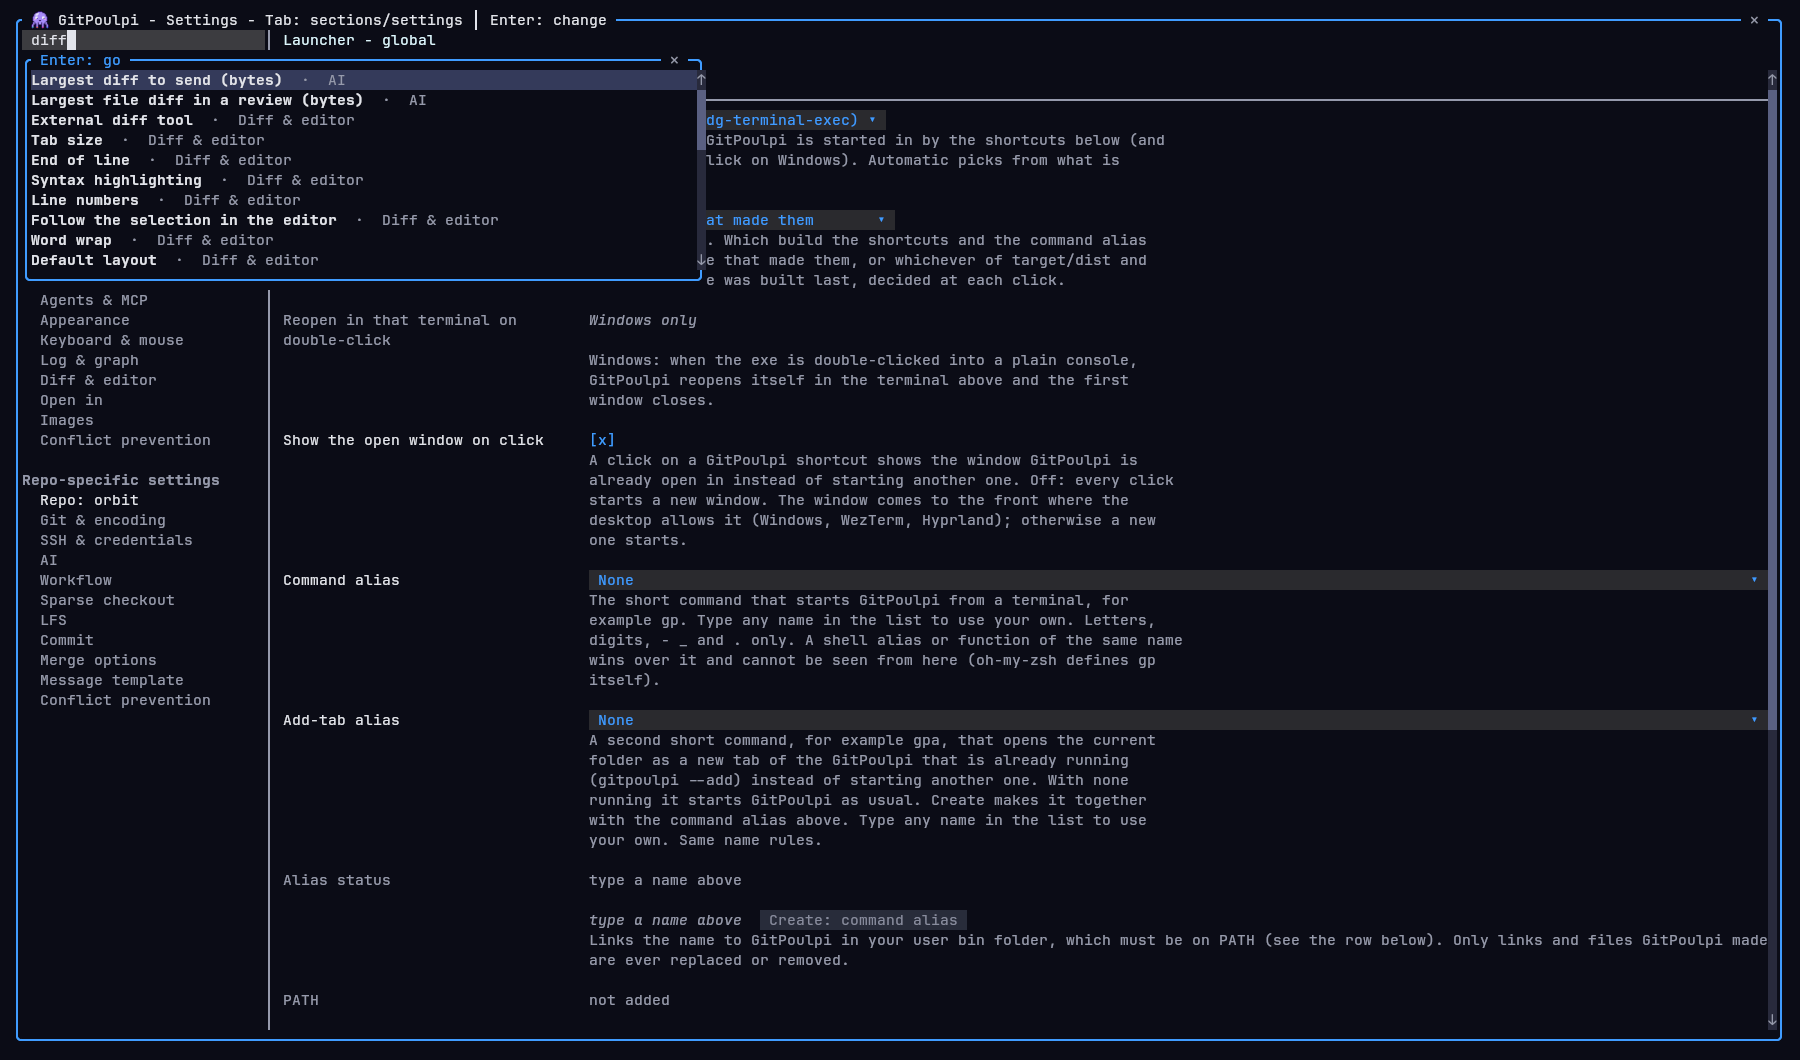 GitPoulpi - Settings - Tab: sections/settings │ Enter: change ×
diff │ Launcher - global
Enter: go ×
Largest diff to send (bytes) · AI ↑ ↑
Largest file diff in a review (bytes) · AI
External diff tool · Diff & editor dg-terminal-exec) ▾
Tab size · Diff & editor GitPoulpi is started in by the shortcuts below (and
End of line · Diff & editor lick on Windows). Automatic picks from what is
Syntax highlighting · Diff & editor
Line numbers · Diff & editor
Follow the selection in the editor · Diff & editor at made them ▾
Word wrap · Diff & editor . Which build the shortcuts and the command alias
Default layout · Diff & editor ↓ e that made them, or whichever of target/dist and
e was built last, decided at each click.
Agents & MCP
Appearance Reopen in that terminal on Windows only
Keyboard & mouse double-click
Log & graph Windows: when the exe is double-clicked into a plain console,
Diff & editor GitPoulpi reopens itself in the terminal above and the first
Open in window closes.
Images
Conflict prevention Show the open window on click [x]
A click on a GitPoulpi shortcut shows the window GitPoulpi is
Repo-specific settings already open in instead of starting another one. Off: every click
Repo: orbit starts a new window. The window comes to the front where the
Git & encoding desktop allows it (Windows, WezTerm, Hyprland); otherwise a new
SSH & credentials one starts.
AI
Workflow Command alias None ▾
Sparse checkout The short command that starts GitPoulpi from a terminal, for
LFS example gp. Type any name in the list to use your own. Letters,
Commit digits, - _ and . only. A shell alias or function of the same name
Merge options wins over it and cannot be seen from here (oh-my-zsh defines gp
Message template itself).
Conflict prevention
Add-tab alias None ▾
A second short command, for example gpa, that opens the current
folder as a new tab of the GitPoulpi that is already running
(gitpoulpi --add) instead of starting another one. With none
running it starts GitPoulpi as usual. Create makes it together
with the command alias above. Type any name in the list to use
your own. Same name rules.
Alias status type a name above
type a name above Create: command alias
Links the name to GitPoulpi in your user bin folder, which must be on PATH (see the row below). Only links and files GitPoulpi made
are ever replaced or removed.
PATH not added
↓